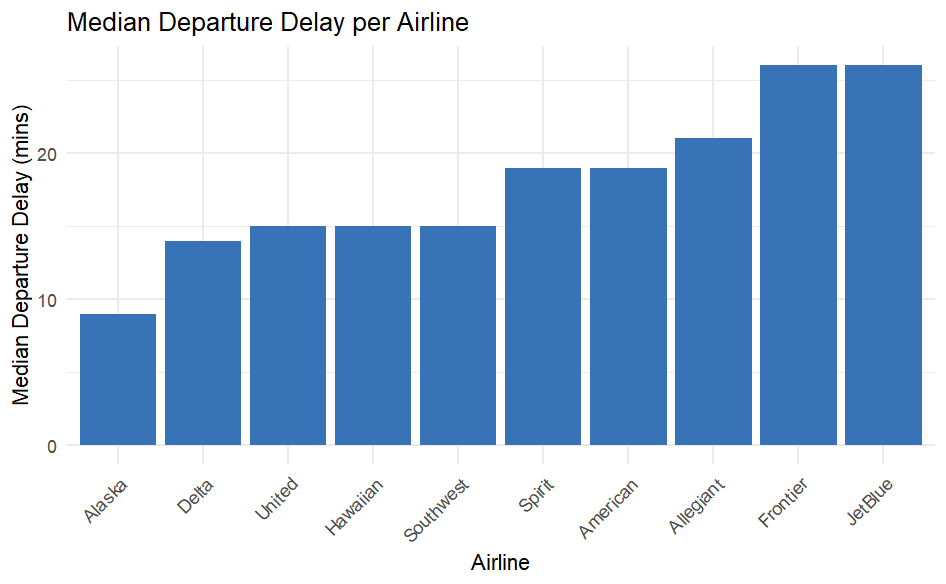 Median Departure Delay per Airline
Median Departure Delay (mins)
20
10
0
Alaska
Delta
United
Hawaiian
Southwest
Spirit
American
Allegiant
Frontier
JetBlue
Airline